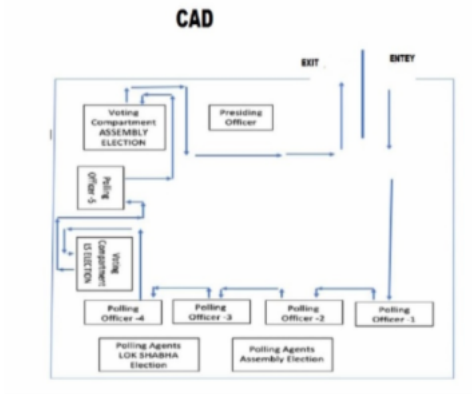 CAD
EXIT
ENTEY
Voting
Compartment
ASSEMBLY
ELECTION
Presiding
Officer
Polling
Officer -5
Voting
Compartment
LS ELECTION
Polling
Officer -4
Polling
Officer -3
Polling
Officer -2
Polling
Officer -1
Polling Agents
LOK SHABHA
Election
Polling Agents
Assembly Election